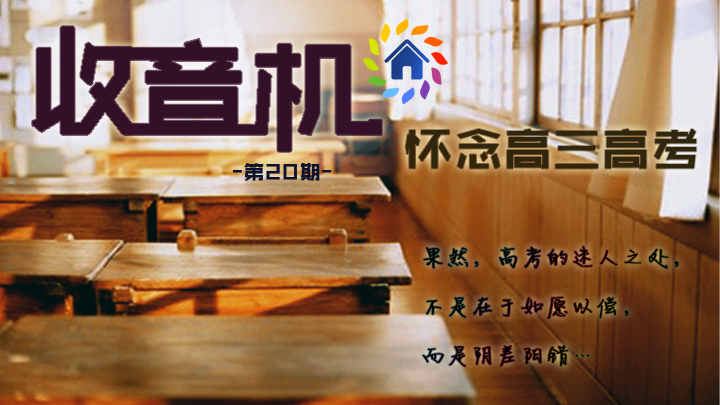 收音机
-第20期-
怀念高三高考
果然，高考的迷人之处，
不是在于如愿以偿，
而是阴差阳错…